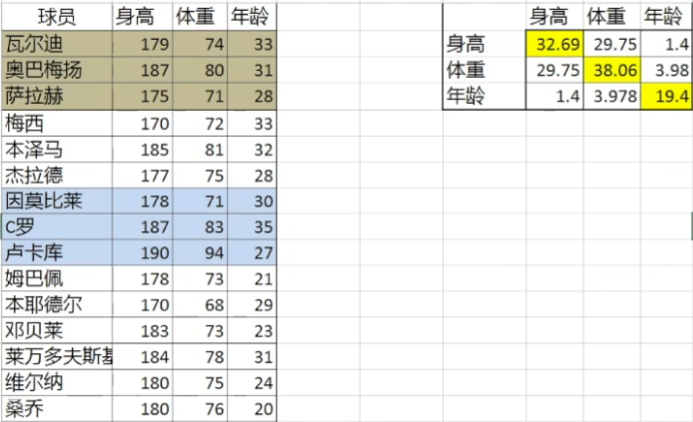 球员 身高 体重 年龄
瓦尔迪 179 74 33
奥巴梅扬 187 80 31
萨拉赫 175 71 28
梅西 170 72 33
本泽马 185 81 32
杰拉德 177 75 28
因莫比莱 178 71 30
C罗 187 83 35
卢卡库 190 94 27
姆巴佩 178 73 21
本耶德尔 170 68 29
邓贝莱 183 73 23
莱万多夫斯基 184 78 31
维尔纳 180 75 24
桑乔 180 76 20
身高 体重 年龄
身高 32.69 29.75 1.4
体重 29.75 38.06 3.98
年龄 1.4 3.978 19.4